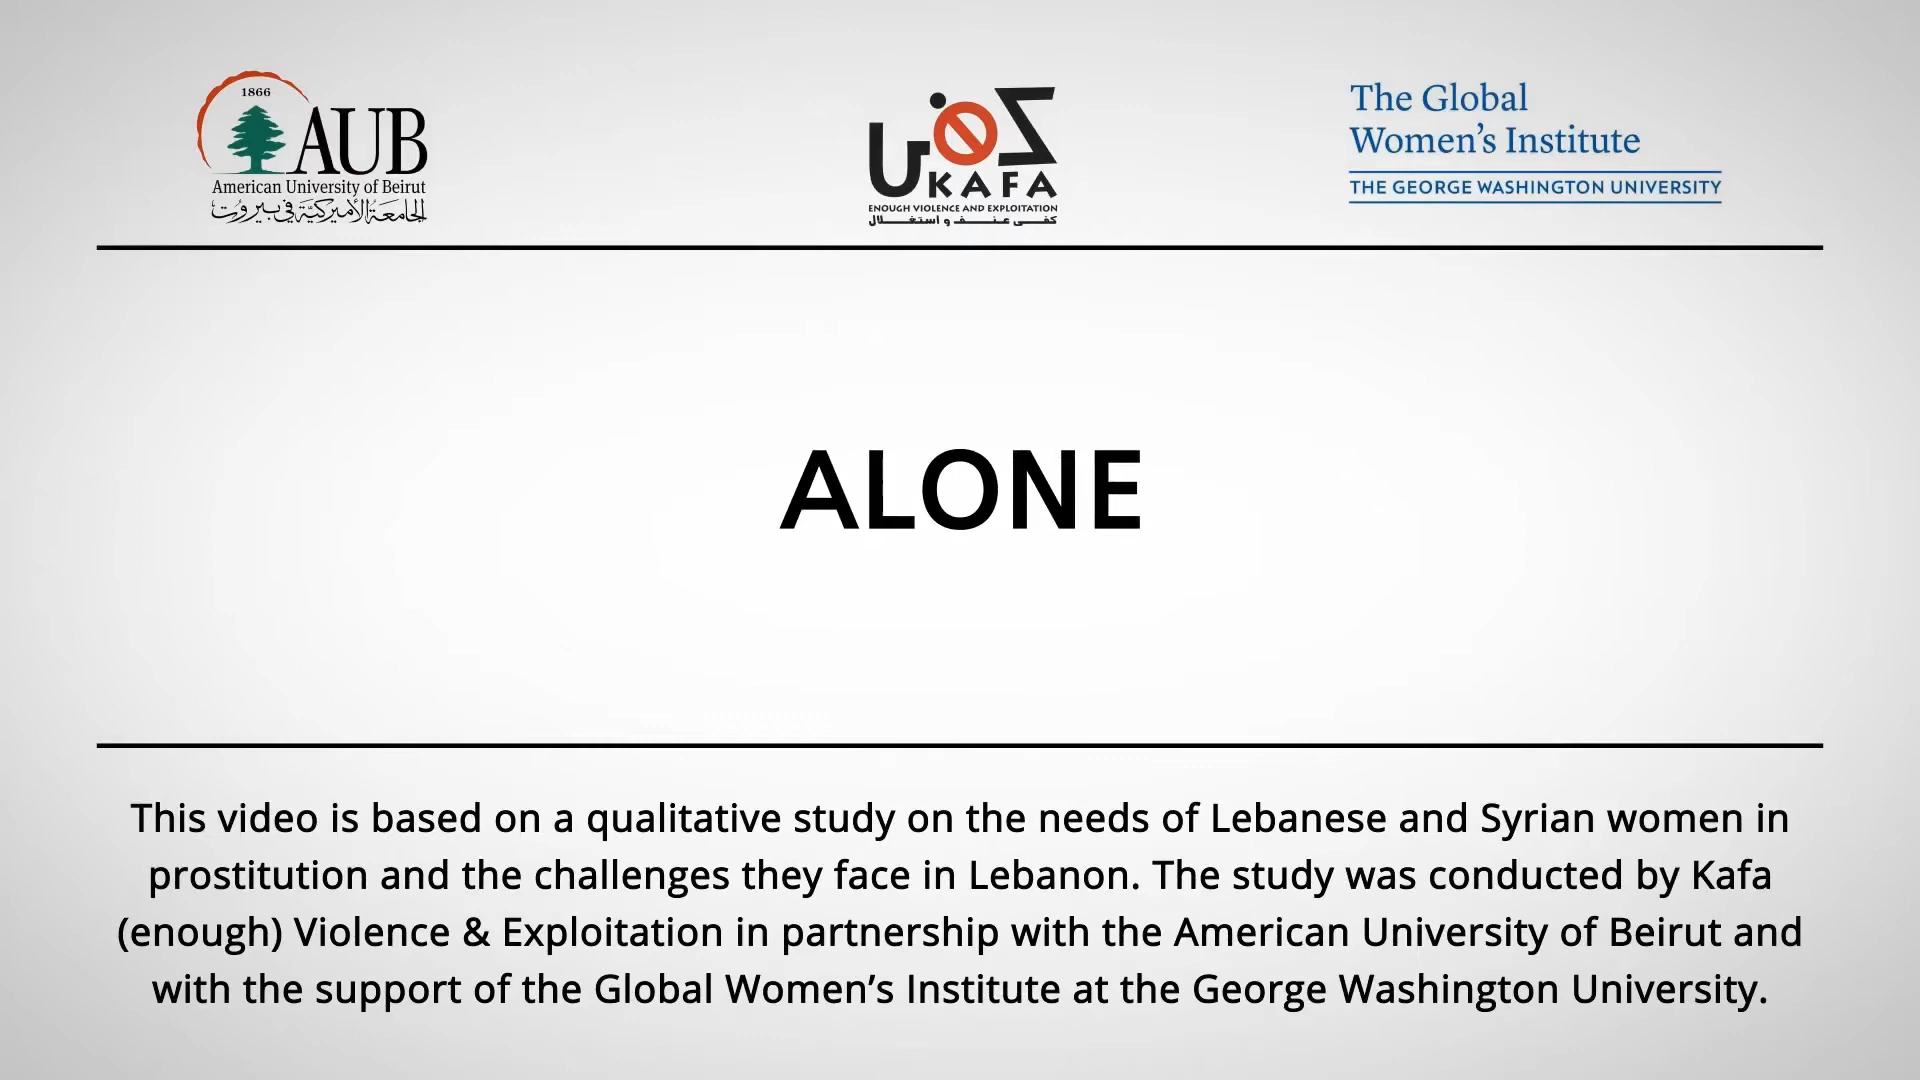 1866
AUB
American University of Beirut
الجامعة الأميركية في بيروت
كفى
KAFA
ENOUGH VIOLENCE AND EXPLOITATION
كفى عنف و استغلال
The Global
Women's Institute
THE GEORGE WASHINGTON UNIVERSITY
ALONE
This video is based on a qualitative study on the needs of Lebanese and Syrian women in
prostitution and the challenges they face in Lebanon. The study was conducted by Kafa
(enough) Violence & Exploitation in partnership with the American University of Beirut and
with the support of the Global Women’s Institute at the George Washington University.